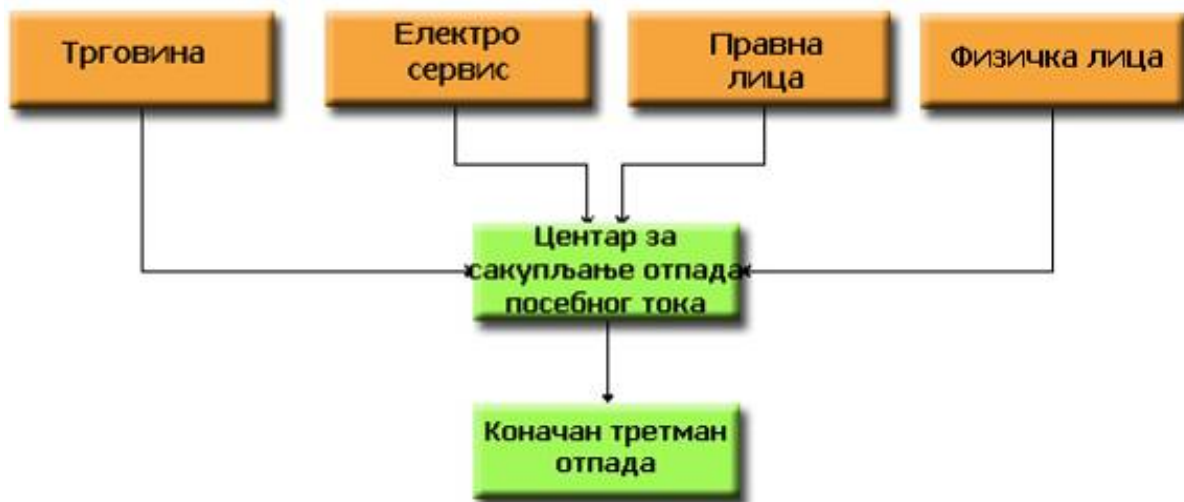 Трговина
Електро
сервис
Правна
лица
Физичка лица
Центар за
сакупљање отпада
посебног тока
Коначан третман
отпада